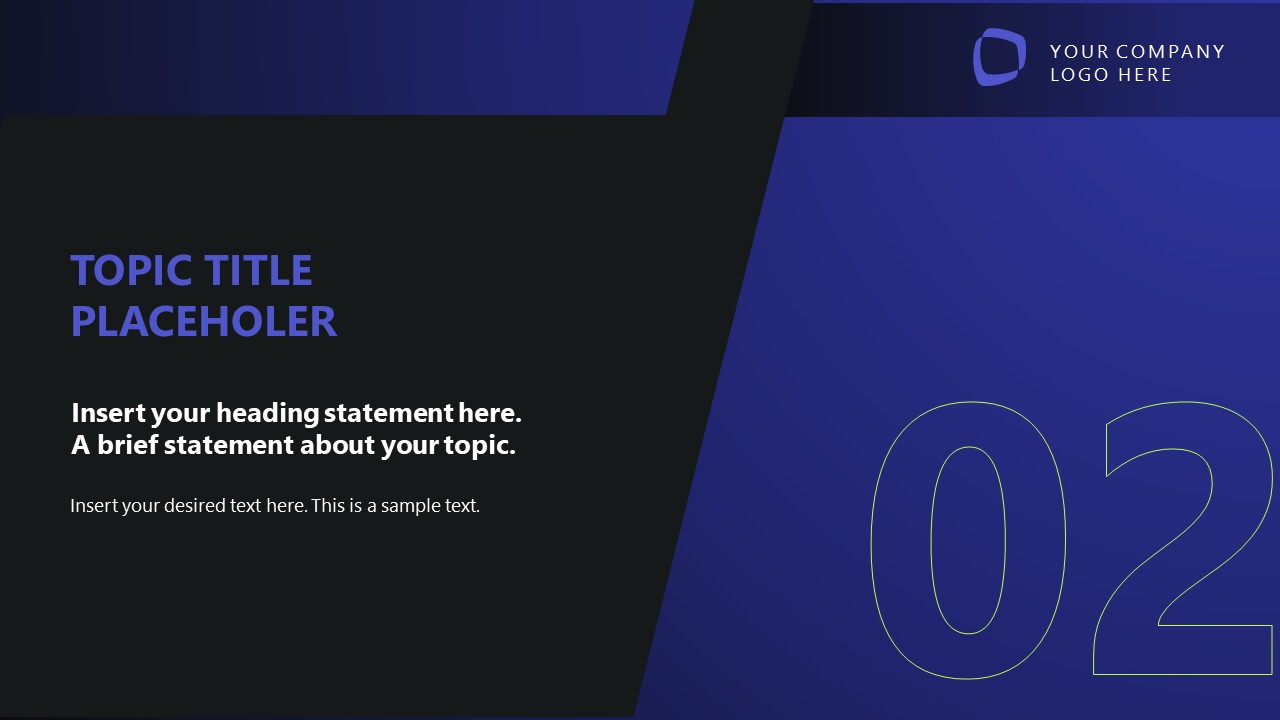 YOUR COMPANY
LOGO HERE
TOPIC TITLE
PLACEHOLER
Insert your heading statement here.
A brief statement about your topic.
Insert your desired text here. This is a sample text.
02